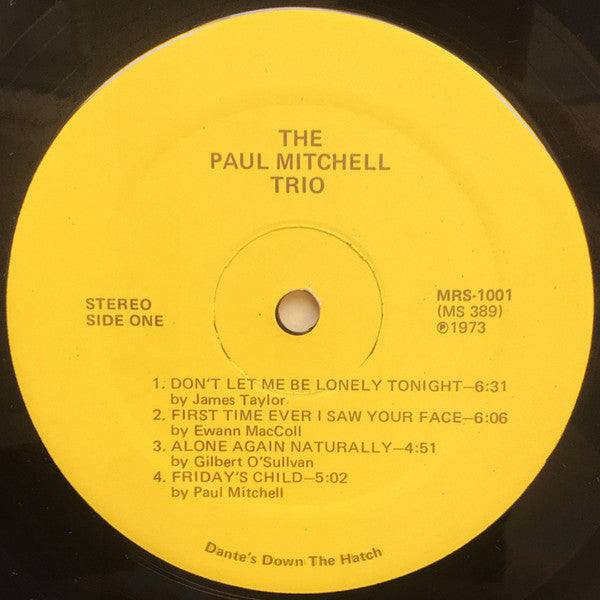 THE
PAUL MITCHELL
TRIO
STEREO
SIDE ONE
MRS-1001
(MS 389)
℗1973
1. DON'T LET ME BE LONELY TONIGHT—6:31
by James Taylor
2. FIRST TIME EVER I SAW YOUR FACE—6:06
by Ewann MacColl
3. ALONE AGAIN NATURALLY—4:51
by Gilbert O'Sullvan
4. FRIDAY'S CHILD—5:02
by Paul Mitchell
Dante's Down The Hatch